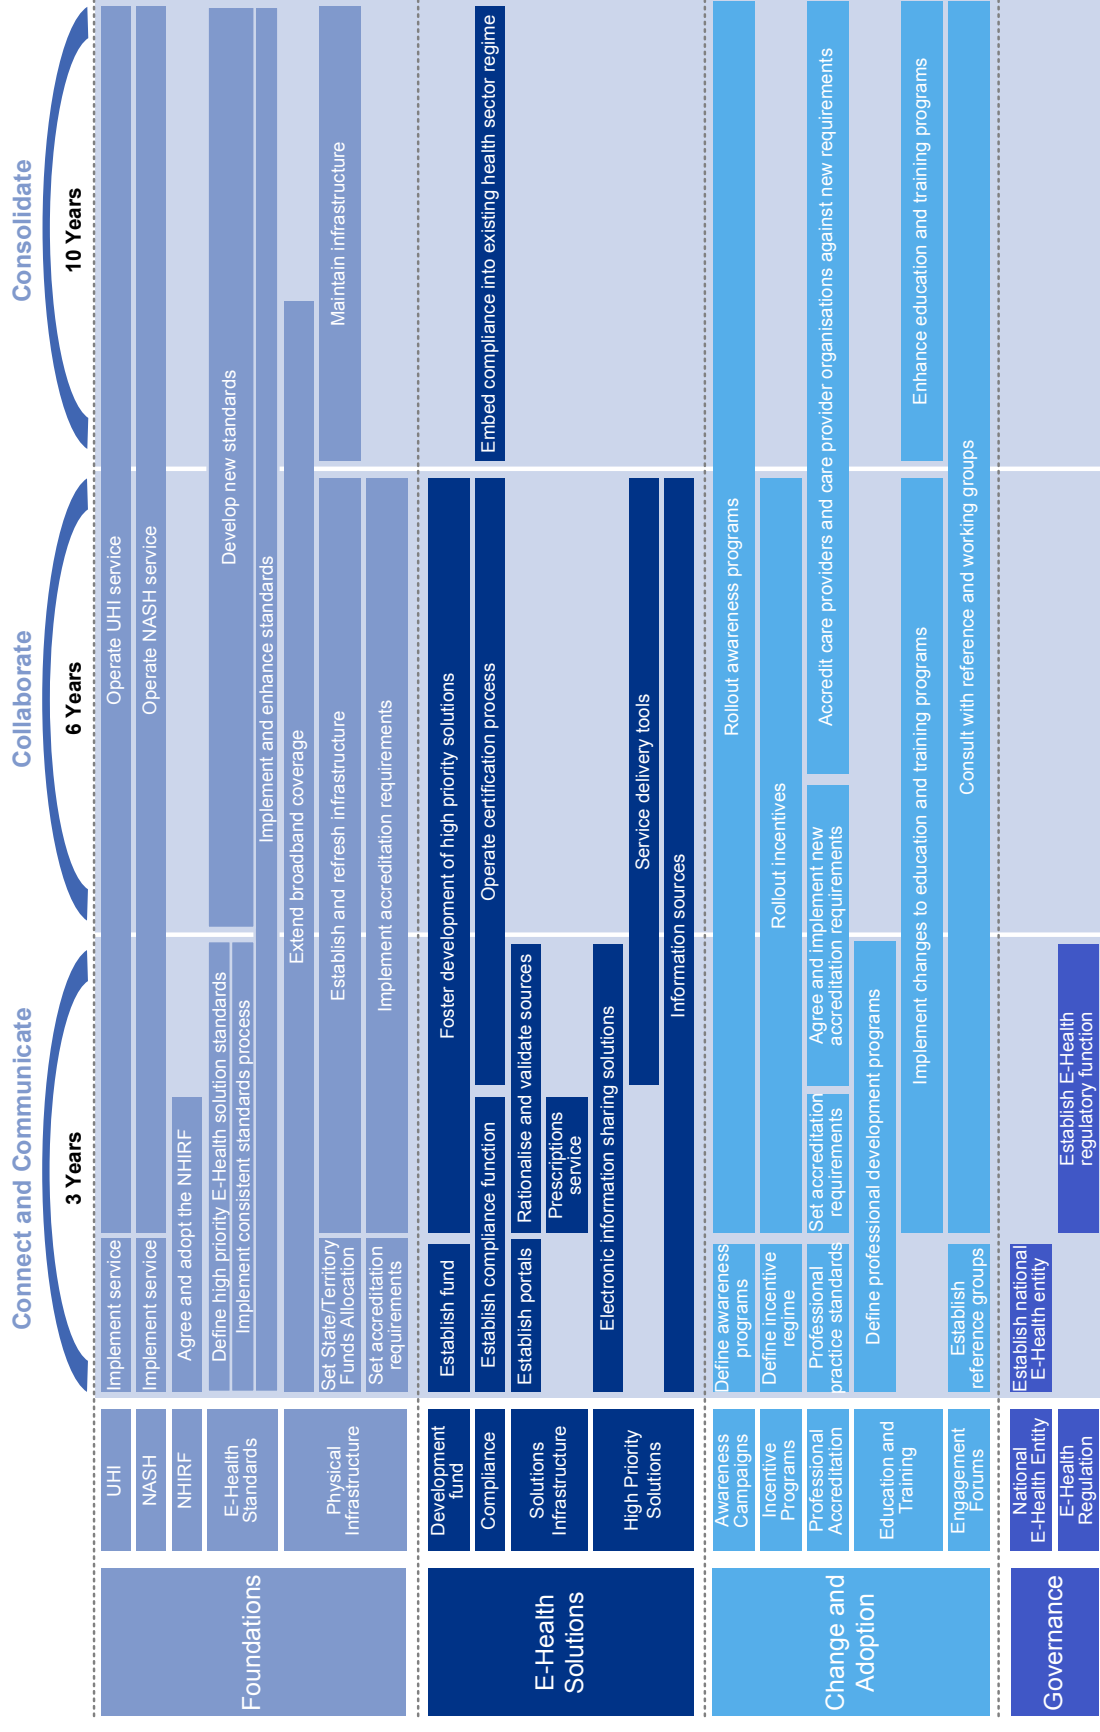 Connect and Communicate
Collaborate
Consolidate
3 Years
6 Years
10 Years
Foundations
UHI
Implement service
Operate UHI service
NASH
Implement service
Operate NASH service
NHIRF
Agree and adopt the NHIRF
E-Health
Standards
Define high priority E-Health solution standards
Implement consistent standards process
Develop new standards
Implement and enhance standards
Physical
Infrastructure
Extend broadband coverage
Set State/Territory
Funds Allocation
Establish and refresh infrastructure
Maintain infrastructure
Set accreditation
requirements
Implement accreditation requirements
E-Health
Solutions
Development
fund
Establish fund
Foster development of high priority solutions
Compliance
Establish compliance function
Operate certification process
Embed compliance into existing health sector regime
Solutions
Infrastructure
Establish portals
Rationalise and validate sources
Prescriptions
service
High Priority
Solutions
Electronic information sharing solutions
Service delivery tools
Information sources
Change and
Adoption
Awareness
Campaigns
Define awareness
programs
Rollout awareness programs
Incentive
Programs
Define incentive
regime
Rollout incentives
Professional
Accreditation
Professional
practice standards
Set accreditation
requirements
Agree and implement new
accreditation requirements
Accredit care providers and care provider organisations against new requirements
Education and
Training
Define professional development programs
Implement changes to education and training programs
Enhance education and training programs
Engagement
Forums
Establish
reference groups
Consult with reference and working groups
Governance
National
E-Health Entity
Establish national
E-Health entity
E-Health
Regulation
Establish E-Health
regulatory function